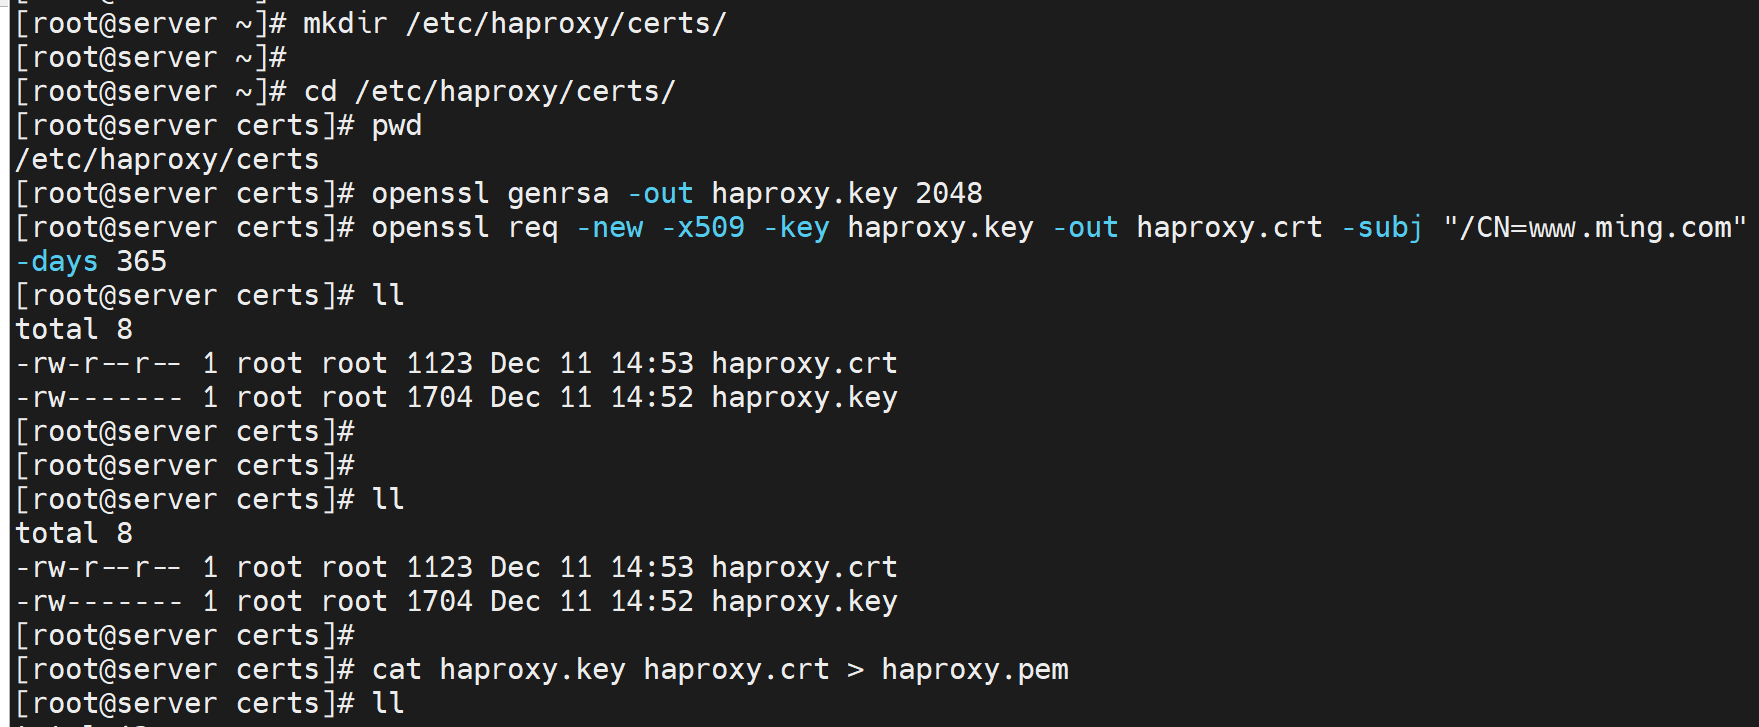 [root@server ~]# mkdir /etc/haproxy/certs/
[root@server ~]#
[root@server ~]# cd /etc/haproxy/certs/
[root@server certs]# pwd
/etc/haproxy/certs
[root@server certs]# openssl genrsa -out haproxy.key 2048
[root@server certs]# openssl req -new -x509 -key haproxy.key -out haproxy.crt -subj "/CN=www.ming.com"
-days 365
[root@server certs]# ll
total 8
-rw-r--r-- 1 root root 1123 Dec 11 14:53 haproxy.crt
-rw------- 1 root root 1704 Dec 11 14:52 haproxy.key
[root@server certs]#
[root@server certs]#
[root@server certs]# ll
total 8
-rw-r--r-- 1 root root 1123 Dec 11 14:53 haproxy.crt
-rw------- 1 root root 1704 Dec 11 14:52 haproxy.key
[root@server certs]#
[root@server certs]# cat haproxy.key haproxy.crt > haproxy.pem
[root@server certs]# ll